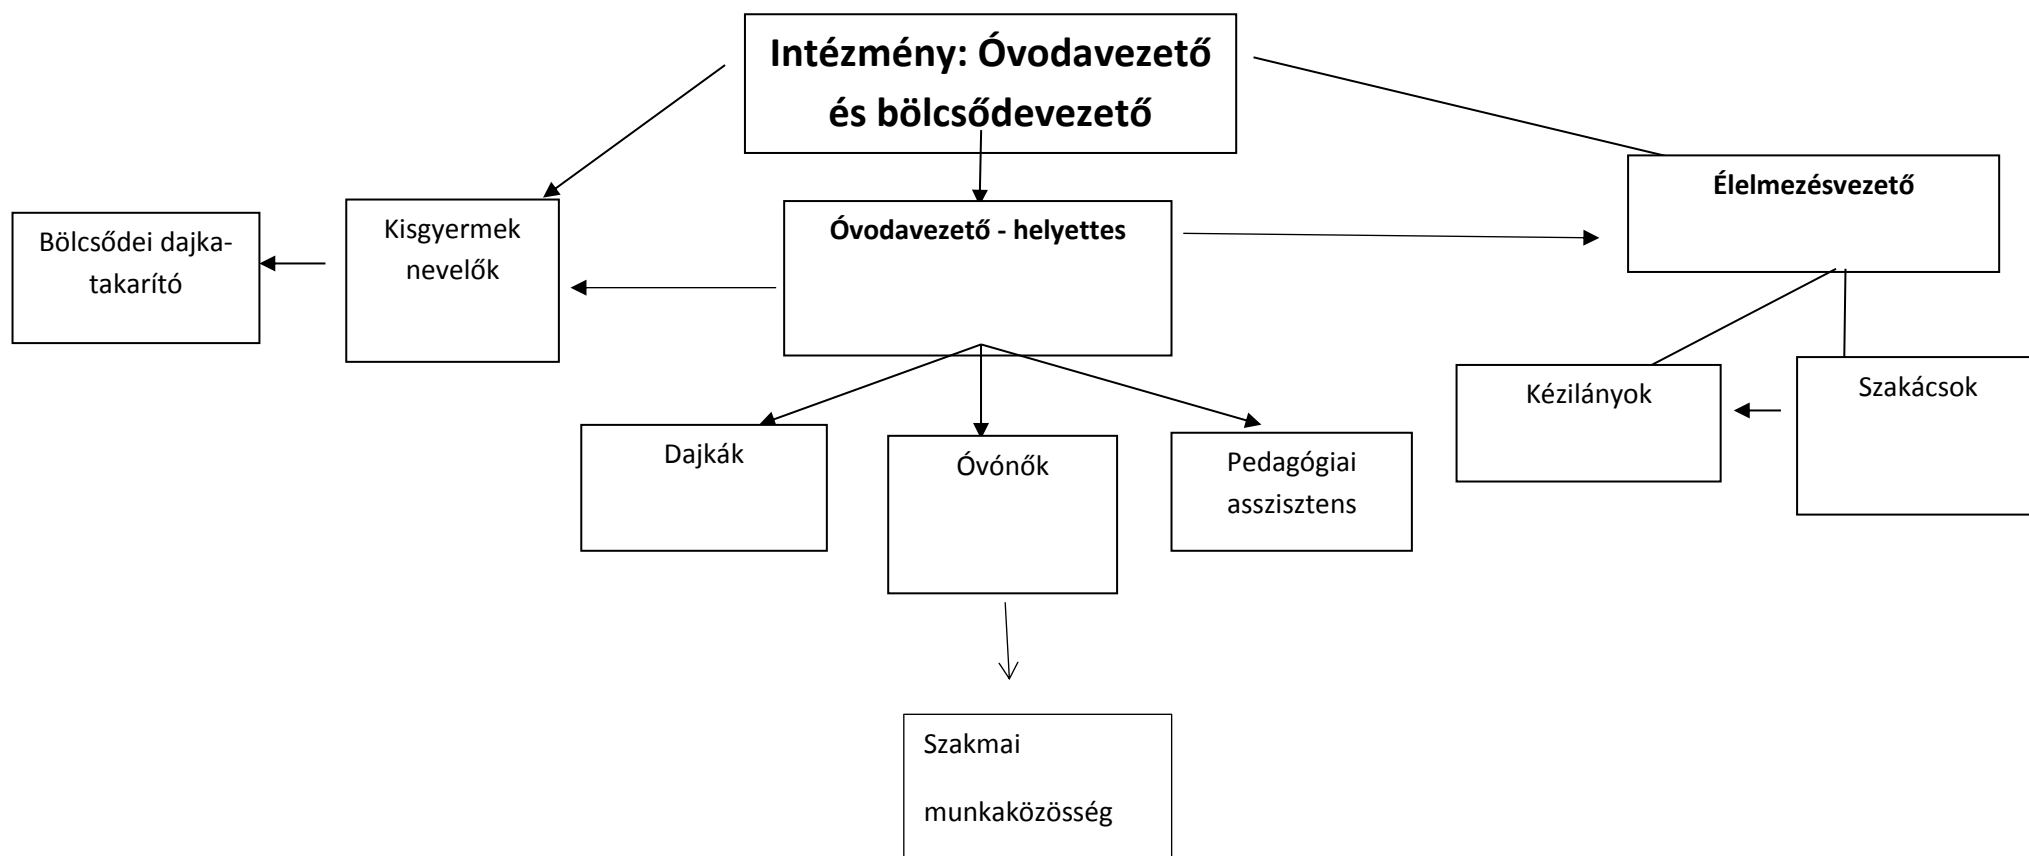 Intézmény: Óvodavezető
és bölcsődevezető
Élelmezésvezető
Bölcsődei dajka-
takarító
Kisgyermek
nevelők
Óvodavezető - helyettes
Kézilányok
Szakácsok
Dajkák
Óvónők
Pedagógiai
asszisztens
Szakmai
munkaközösség